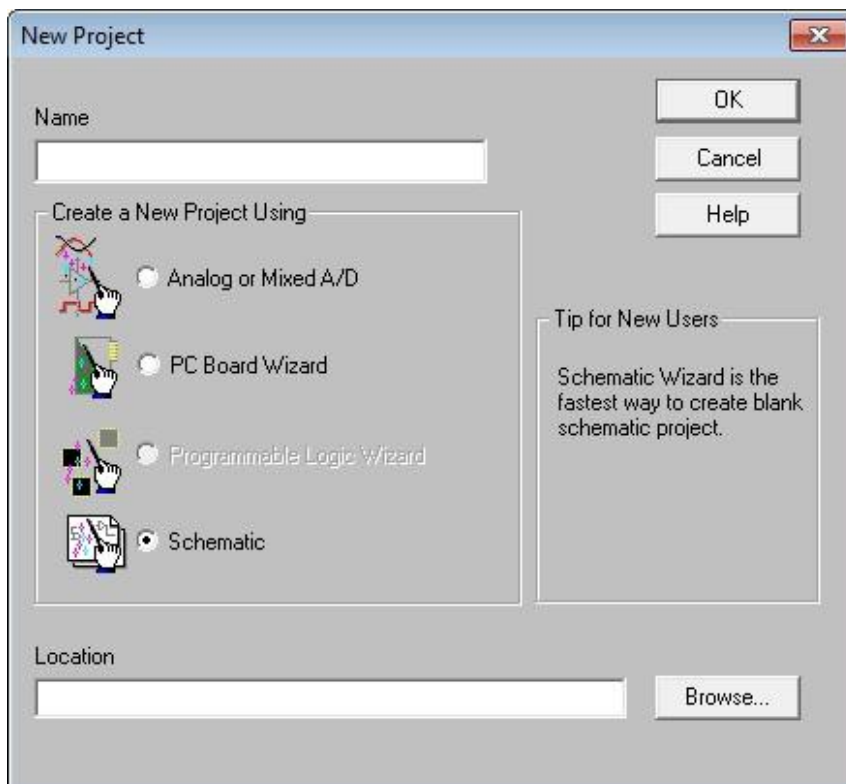 New Project
Name
OK
Cancel
Help
Create a New Project Using
Analog or Mixed A/D
PC Board Wizard
Programmable Logic Wizard
Schematic
Tip for New Users
Schematic Wizard is the
fastest way to create blank
schematic project.
Location
Browse...